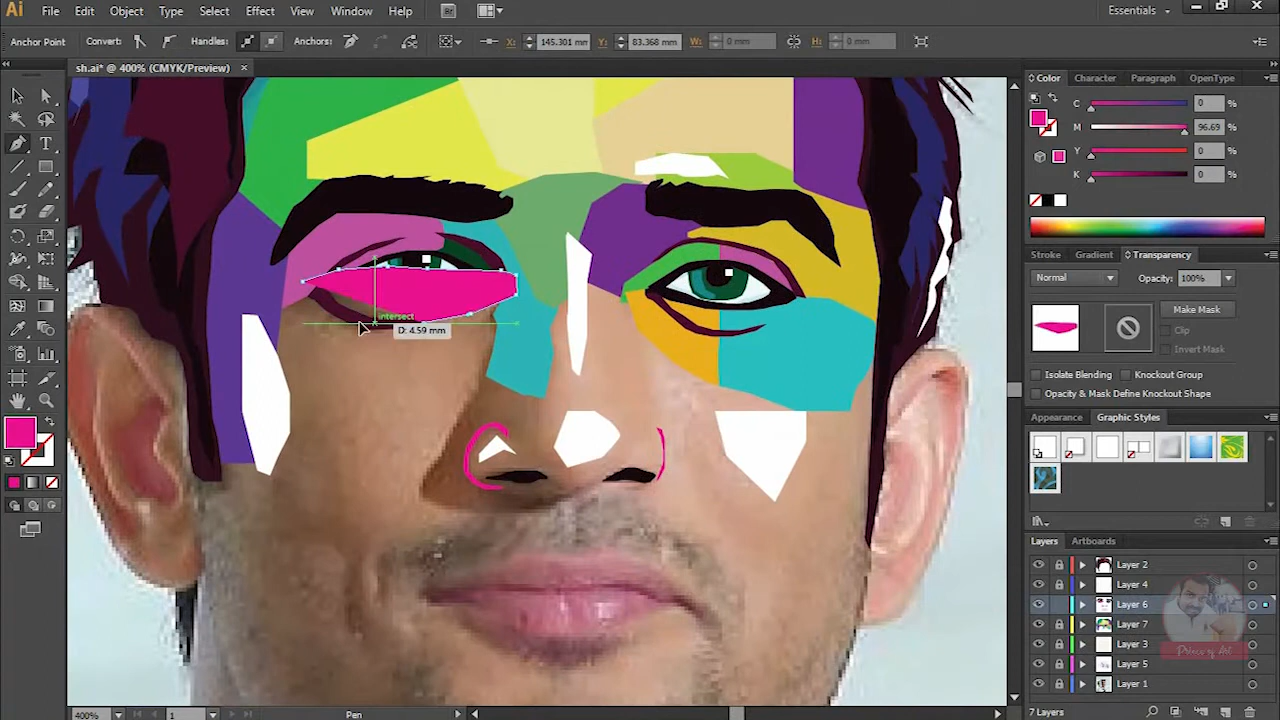 Ai File Edit Object Type Select Effect View Window Help Br Essentials
Anchor Point Convert: Handles: Anchors: X: 145.301 mm Y: 83.368 mm W: 0 mm H: 0 mm
sh.ai* @ 400% (CMYK/Preview) ×
Color Character Paragraph OpenType
C 0 %
M 96.69 %
Y 0 %
K 0 %
Stroke Gradient Transparency
Normal Opacity: 100%
Make Mask
Clip
Invert Mask
Isolate Blending Knockout Group
Opacity & Mask Define Knockout Shape
Appearance Graphic Styles
intersect
D: 4.59 mm
Layers Artboards
Layer 2
Layer 4
Layer 6
Layer 7
Layer 3
Layer 5
Layer 1
Prince of Art
400% 1 Pen 7 Layers